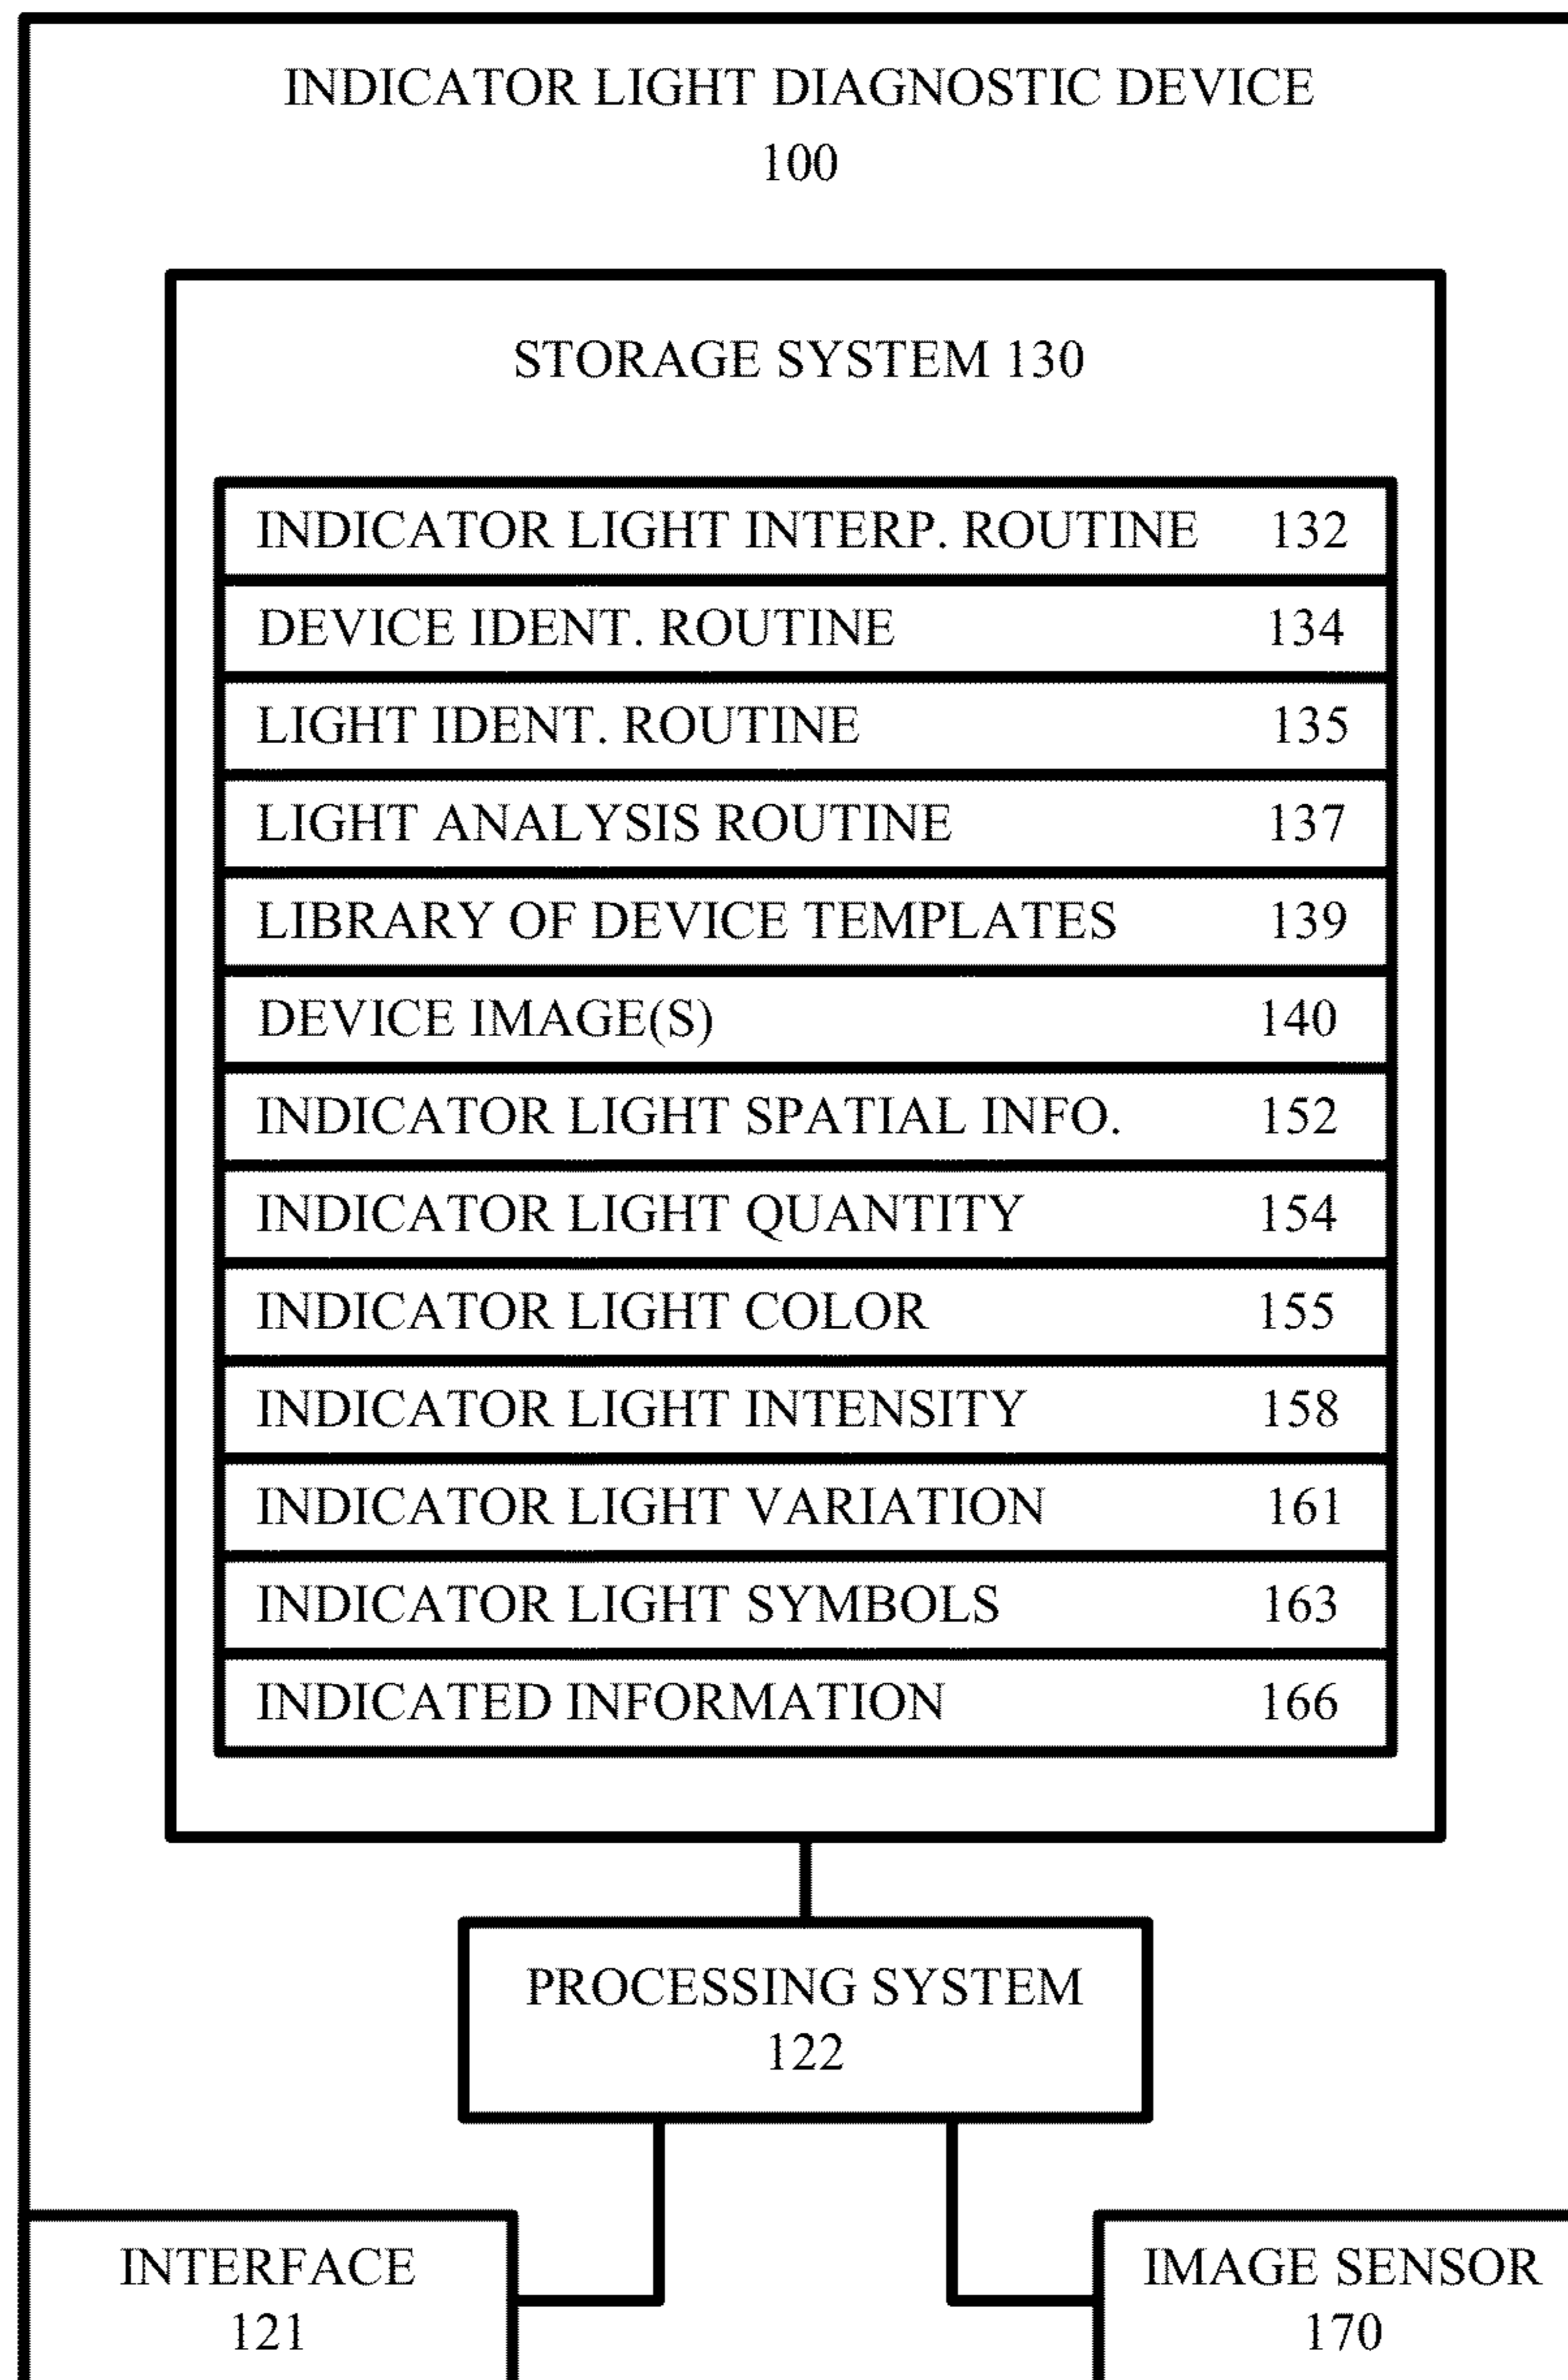 INDICATOR LIGHT DIAGNOSTIC DEVICE
100
STORAGE SYSTEM 130
INDICATOR LIGHT INTERP. ROUTINE 132
DEVICE IDENT. ROUTINE 134
LIGHT IDENT. ROUTINE 135
LIGHT ANALYSIS ROUTINE 137
LIBRARY OF DEVICE TEMPLATES 139
DEVICE IMAGE(S) 140
INDICATOR LIGHT SPATIAL INFO. 152
INDICATOR LIGHT QUANTITY 154
INDICATOR LIGHT COLOR 155
INDICATOR LIGHT INTENSITY 158
INDICATOR LIGHT VARIATION 161
INDICATOR LIGHT SYMBOLS 163
INDICATED INFORMATION 166
PROCESSING SYSTEM
122
INTERFACE
121
IMAGE SENSOR
170